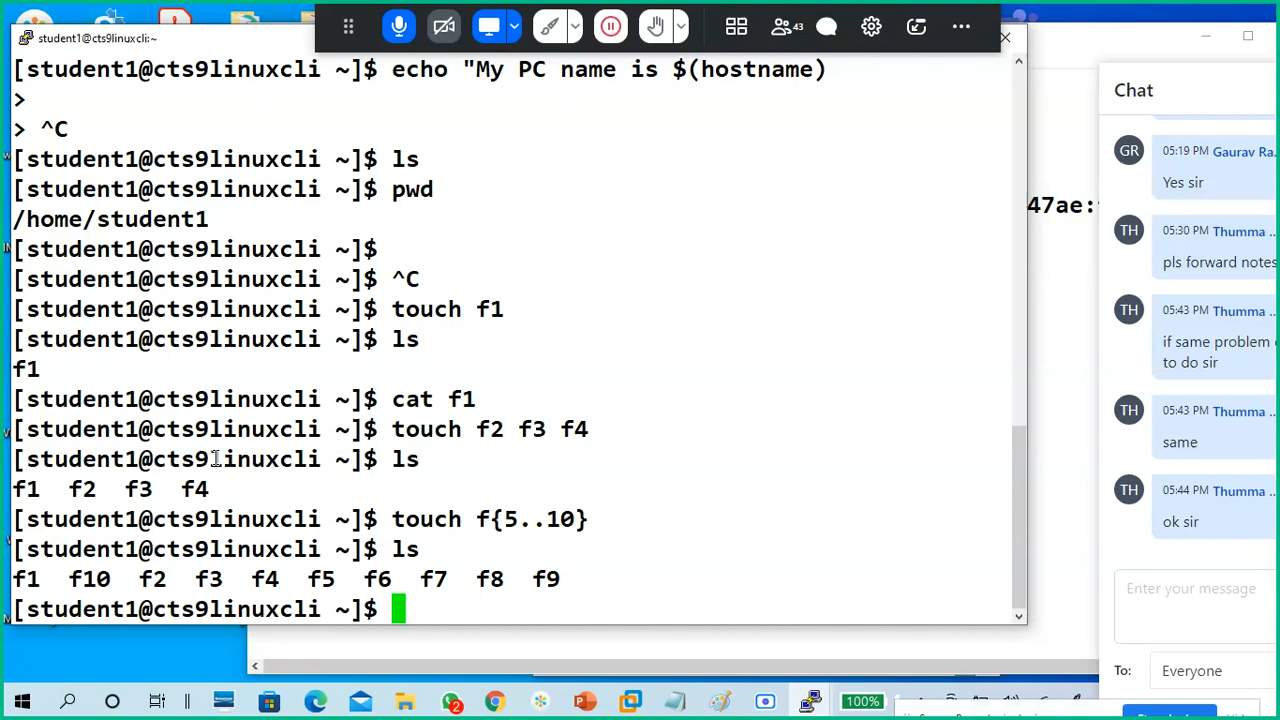 43
student1@cts9linuxcli:~
[student1@cts9linuxcli ~]$ echo "My PC name is $(hostname)
>
> ^C
[student1@cts9linuxcli ~]$ ls
[student1@cts9linuxcli ~]$ pwd
/home/student1
[student1@cts9linuxcli ~]$
[student1@cts9linuxcli ~]$ ^C
[student1@cts9linuxcli ~]$ touch f1
[student1@cts9linuxcli ~]$ ls
f1
[student1@cts9linuxcli ~]$ cat f1
[student1@cts9linuxcli ~]$ touch f2 f3 f4
[student1@cts9linuxcli ~]$ ls
f1 f2 f3 f4
[student1@cts9linuxcli ~]$ touch f{5..10}
[student1@cts9linuxcli ~]$ ls
f1 f10 f2 f3 f4 f5 f6 f7 f8 f9
[student1@cts9linuxcli ~]$
47ae:
Chat
GR
05:19 PM Gaurav Ra...
Yes sir
TH
05:30 PM Thumma ...
pls forward notes
TH
05:43 PM Thumma ...
if same problem
to do sir
TH
05:43 PM Thumma ...
same
TH
05:44 PM Thumma ...
ok sir
Enter your message
To: Everyone
2
100%